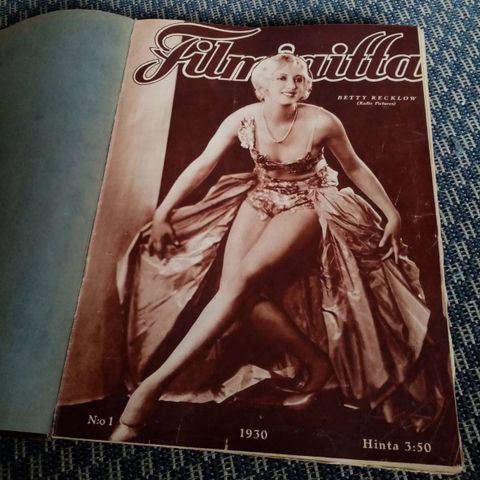 Filmiaitta
BETTY RECKLOW
(Radio Pictures)
N:o 1
1930
Hinta 3:50